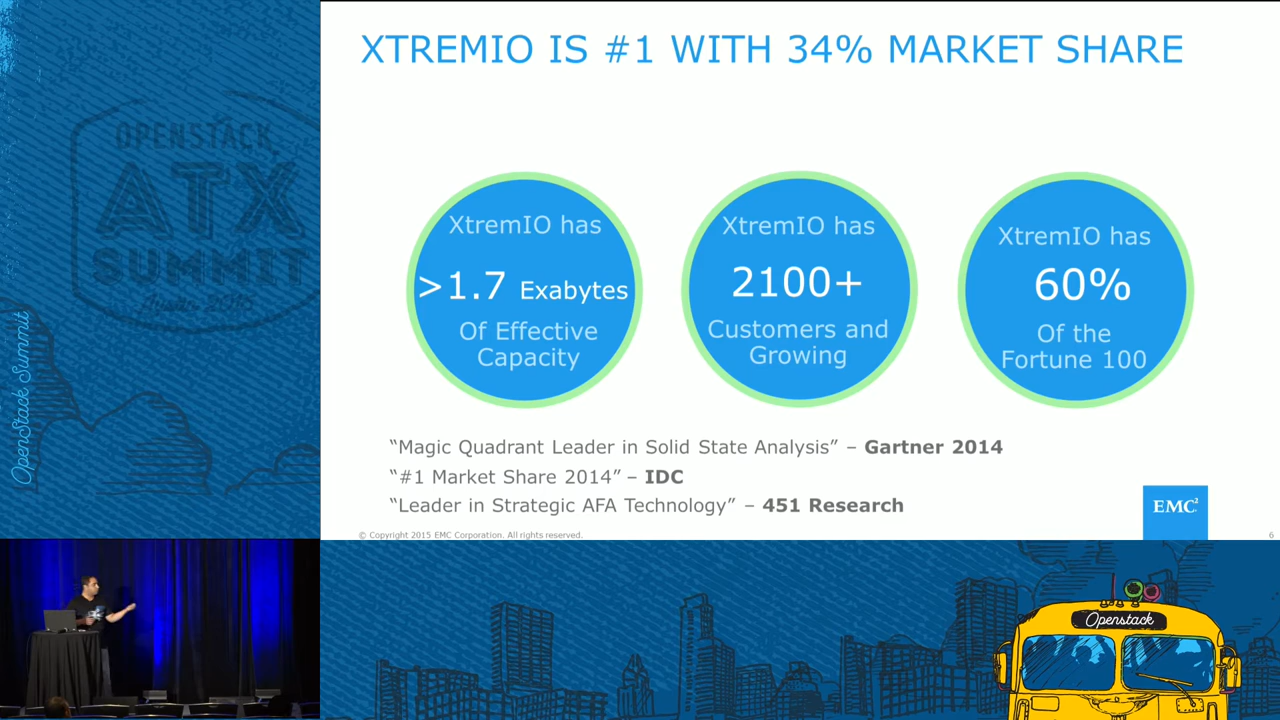 XTREMIO IS #1 WITH 34% MARKET SHARE
OPENSTACK
ATX
SUMMIT
Austin 2016
OpenStack Summit
XtremIO has
>1.7 Exabytes
Of Effective
Capacity
XtremIO has
2100+
Customers and
Growing
XtremIO has
60%
Of the
Fortune 100
“Magic Quadrant Leader in Solid State Analysis” – Gartner 2014
“#1 Market Share 2014” – IDC
“Leader in Strategic AFA Technology” – 451 Research
EMC²
© Copyright 2015 EMC Corporation. All rights reserved.
6
Openstack